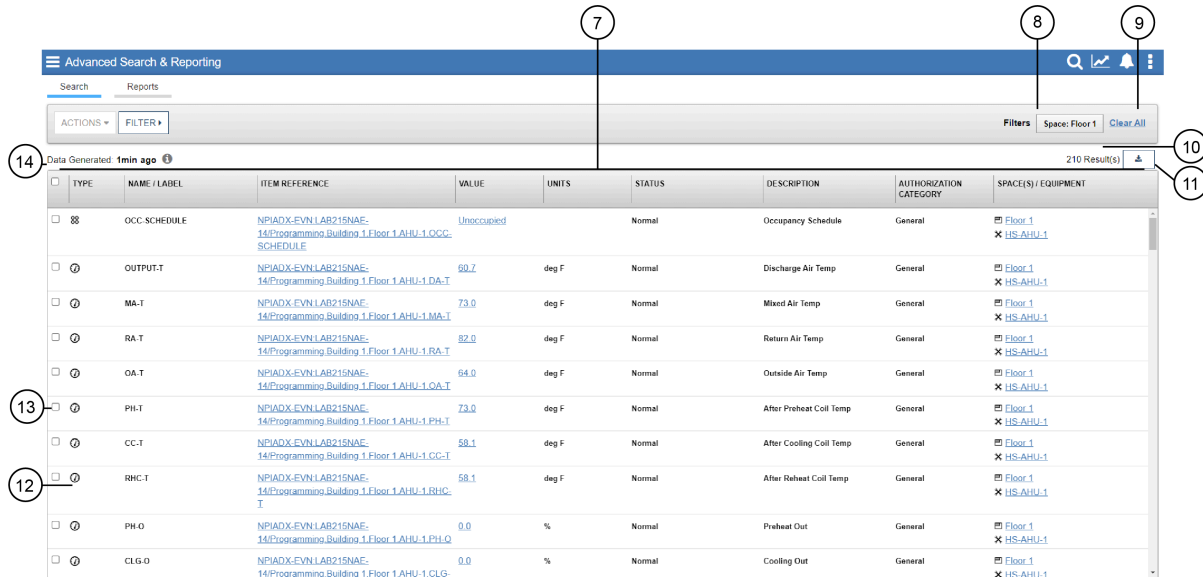 7
8
9
Advanced Search & Reporting
Search Reports
ACTIONS FILTER Filters Space: Floor 1 Clear All
10
14 Data Generated: 1min ago 210 Result(s)
11
TYPE NAME / LABEL ITEM REFERENCE VALUE UNITS STATUS DESCRIPTION AUTHORIZATION CATEGORY SPACE(S) / EQUIPMENT
OCC-SCHEDULE NPIADX-EVN:LAB215NAE- Unoccupied Normal Occupancy Schedule General Floor 1
14/Programming.Building 1.Floor 1.AHU-1.OCC- HS-AHU-1
SCHEDULE
OUTPUT-T NPIADX-EVN:LAB215NAE- 60.7 deg F Normal Discharge Air Temp General Floor 1
14/Programming.Building 1.Floor 1.AHU-1.DA-T HS-AHU-1
MA-T NPIADX-EVN:LAB215NAE- 73.0 deg F Normal Mixed Air Temp General Floor 1
14/Programming.Building 1.Floor 1.AHU-1.MA-T HS-AHU-1
RA-T NPIADX-EVN:LAB215NAE- 82.0 deg F Normal Return Air Temp General Floor 1
14/Programming.Building 1.Floor 1.AHU-1.RA-T HS-AHU-1
OA-T NPIADX-EVN:LAB215NAE- 64.0 deg F Normal Outside Air Temp General Floor 1
14/Programming.Building 1.Floor 1.AHU-1.OA-T HS-AHU-1
13 PH-T NPIADX-EVN:LAB215NAE- 73.0 deg F Normal After Preheat Coil Temp General Floor 1
14/Programming.Building 1.Floor 1.AHU-1.PH-T HS-AHU-1
CC-T NPIADX-EVN:LAB215NAE- 58.1 deg F Normal After Cooling Coil Temp General Floor 1
14/Programming.Building 1.Floor 1.AHU-1.CC-T HS-AHU-1
12 RHC-T NPIADX-EVN:LAB215NAE- 58.1 deg F Normal After Reheat Coil Temp General Floor 1
14/Programming.Building 1.Floor 1.AHU-1.RHC- HS-AHU-1
T
PH-O NPIADX-EVN:LAB215NAE- 0.0 % Normal Preheat Out General Floor 1
14/Programming.Building 1.Floor 1.AHU-1.PH-O HS-AHU-1
CLG-O NPIADX-EVN:LAB215NAE- 0.0 % Normal Cooling Out General Floor 1
14/Programming.Building 1.Floor 1.AHU-1.CLG- HS-AHU-1